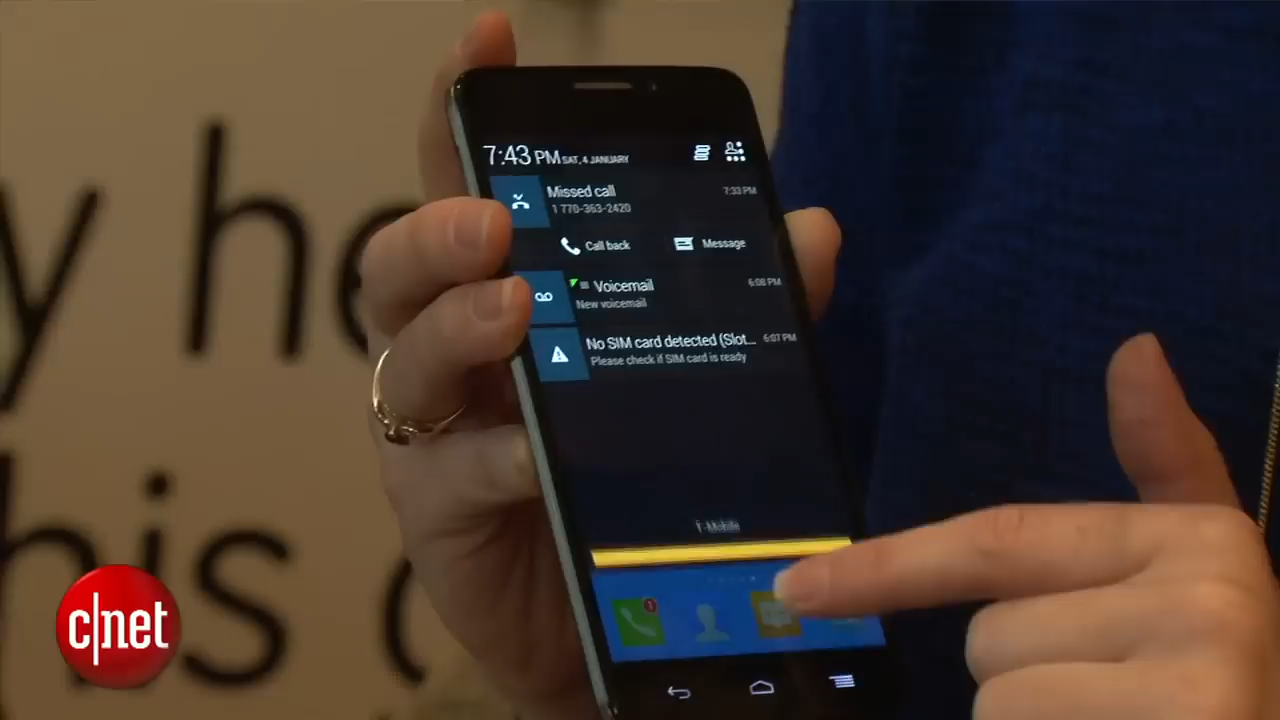 y he
his
7:43 PM SAT, 4 JANUARY
Missed call 7:33 PM
1 770-363-2420
Call back Message
Voicemail 6:08 PM
New voicemail
No SIM card detected (Slot... 6:07 PM
Please check if SIM card is ready
T-Mobile
1
c|net